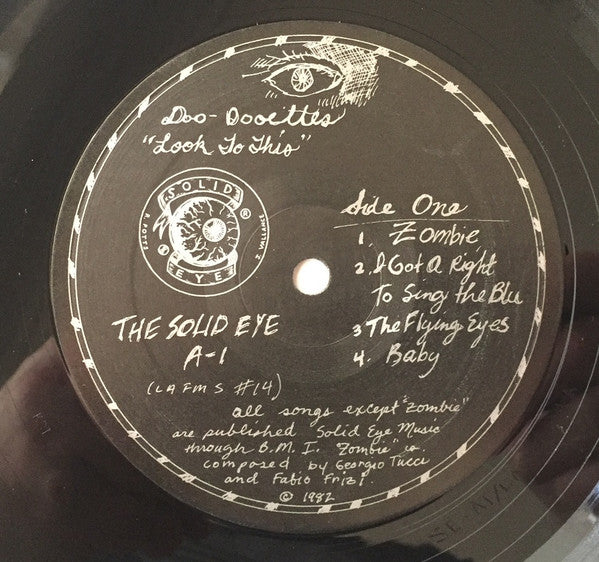 Doo-Dooettes
"Look To This"
SOLID
EYE
R. POTTS
Z. VALLANCE
®
Side One
1. Zombie,
2. I Got A Right
To Sing the Blu
3 The Flying Eyes
4. Baby
THE SOLID EYE
A-1
(LAFMS #14)
all songs except "Zombie"
are published Solid Eye Music
through B.M.I. "Zombie" is
composed by Georgio Tucci
and Fabio Frizi.
© 1982